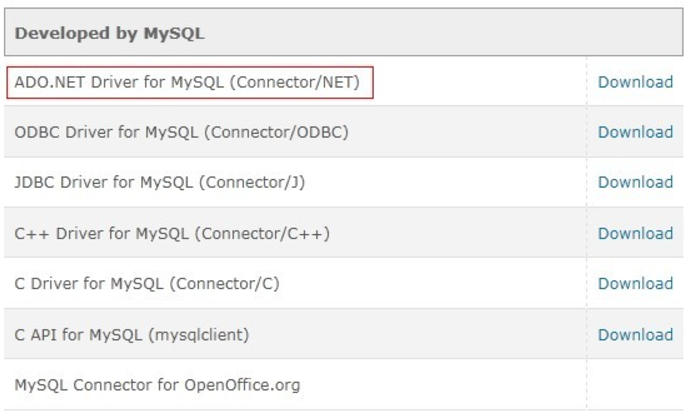 Developed by MySQL
ADO.NET Driver for MySQL (Connector/NET) Download
ODBC Driver for MySQL (Connector/ODBC) Download
JDBC Driver for MySQL (Connector/J) Download
C++ Driver for MySQL (Connector/C++) Download
C Driver for MySQL (Connector/C) Download
C API for MySQL (mysqlclient) Download
MySQL Connector for OpenOffice.org